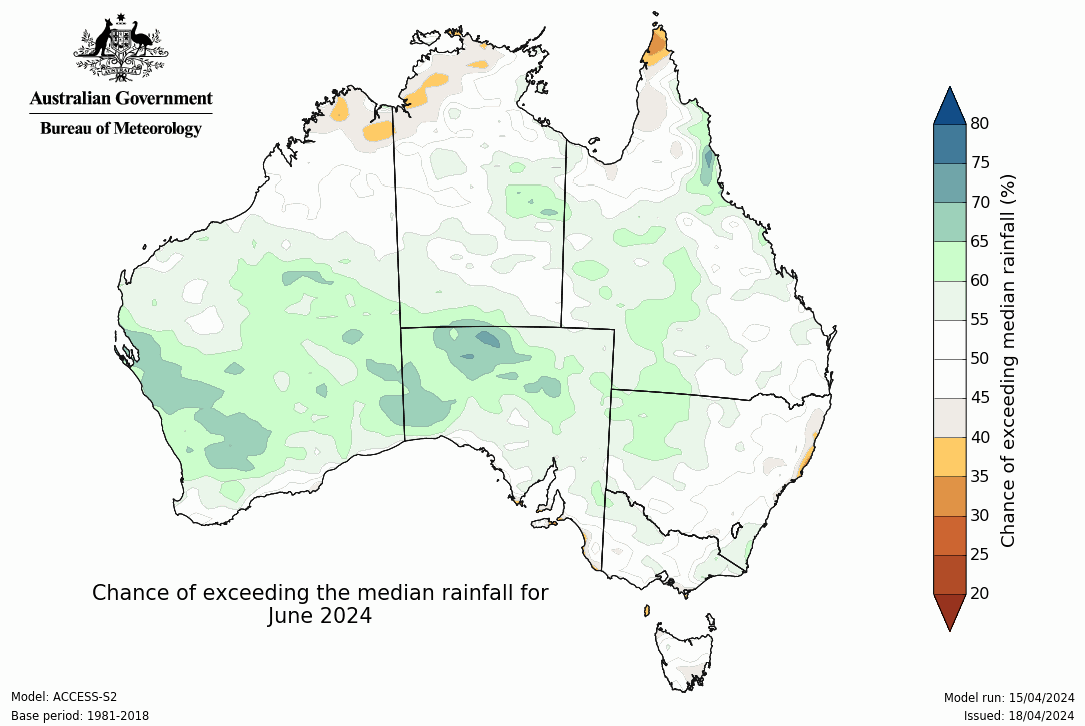 AUSTRALIA
Australian Government
Bureau of Meteorology
80
75
70
65
60
55
50
45
40
35
30
25
20
Chance of exceeding median rainfall (%)
Chance of exceeding the median rainfall for
June 2024
Model: ACCESS-S2
Base period: 1981-2018
Model run: 15/04/2024
Issued: 18/04/2024